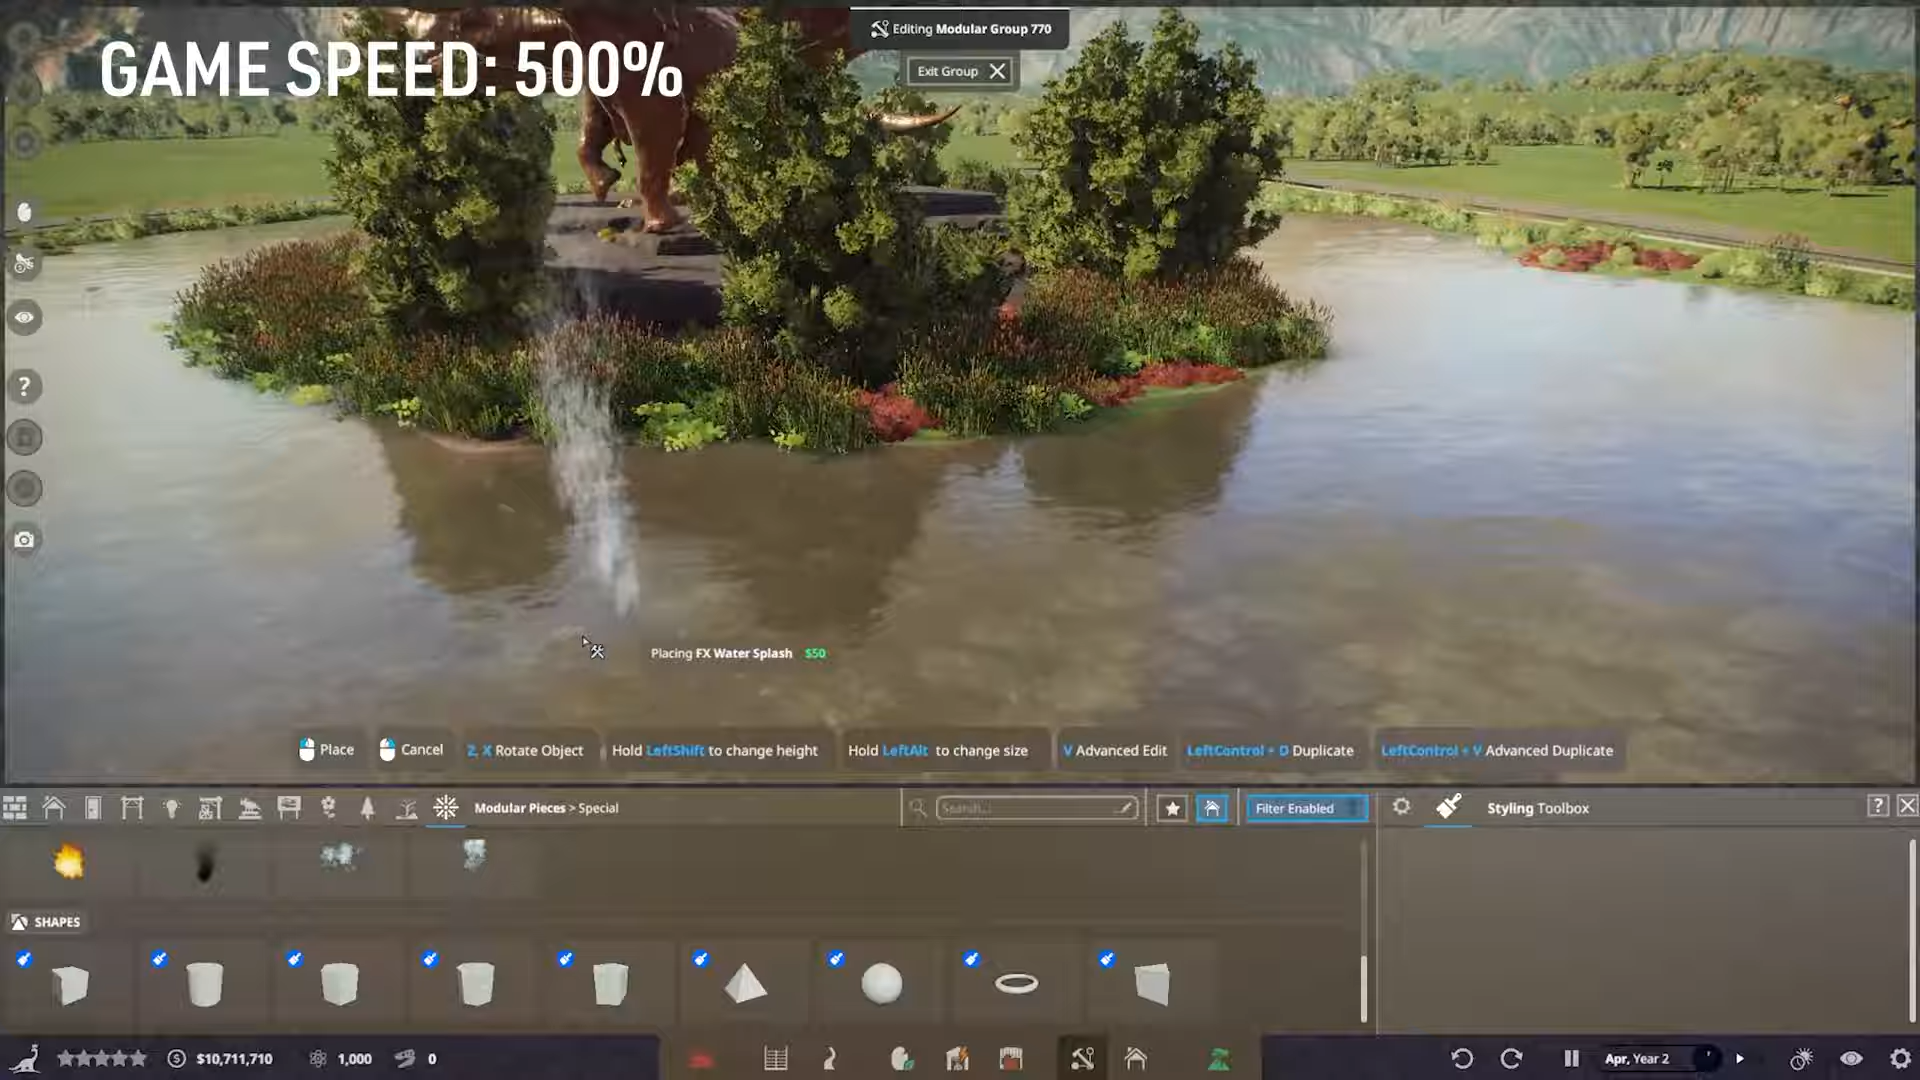 GAME SPEED: 500%
Editing Modular Group 770
Exit Group
?
Placing FX Water Splash $50
Place Cancel Z, X Rotate Object Hold LeftShift to change height Hold LeftAlt to change size V Advanced Edit LeftControl + D Duplicate LeftControl + V Advanced Duplicate
Modular Pieces > Special Search... Filter Enabled Styling Toolbox ?
SHAPES
$10,711,710 1,000 0 Apr, Year 2